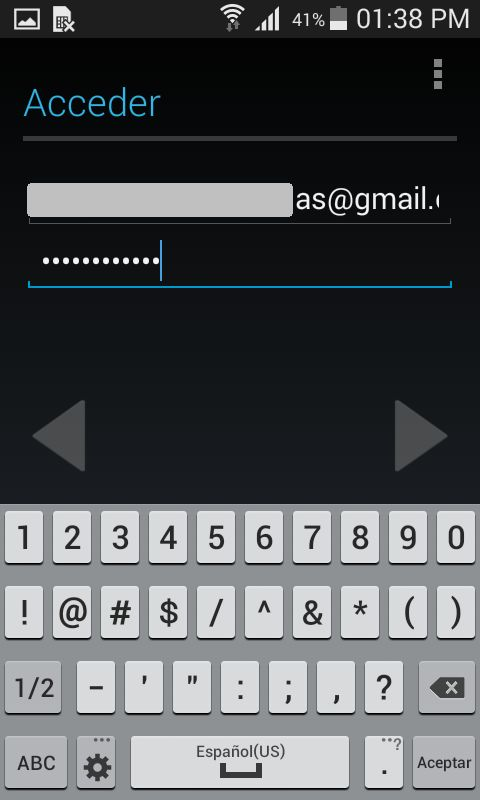 41% 01:38 PM
Acceder
as@gmail.
1 2 3 4 5 6 7 8 9 0
! @ # $ / ^ & * ( )
1/2 - ' " : ; , ?
ABC Español(US) . Aceptar